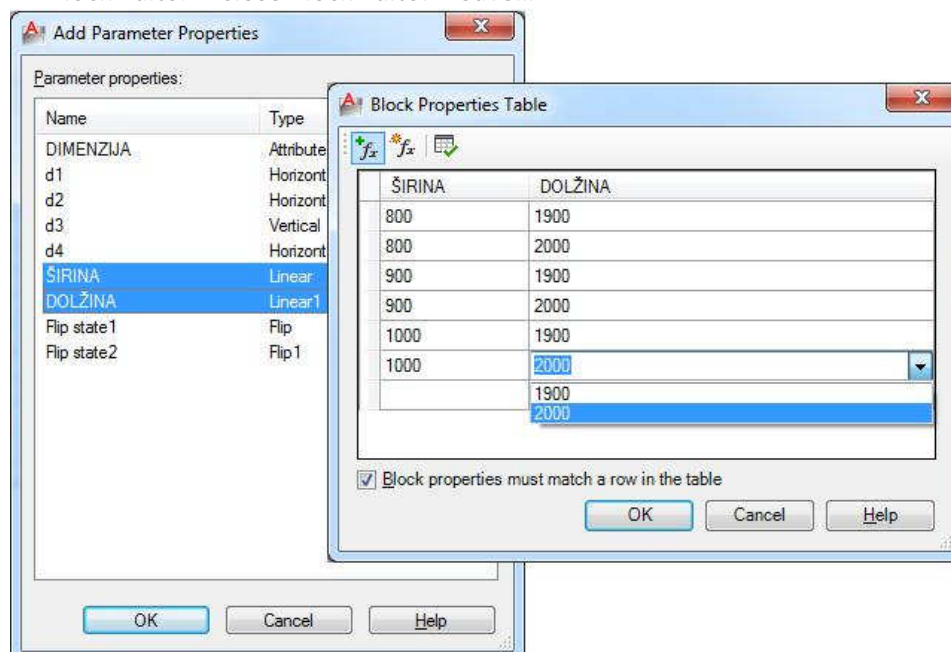 Add Parameter Properties
Parameter properties:
Name Type
DIMENZIJA Attribute
d1 Horizont
d2 Horizont
d3 Vertical
d4 Horizont
ŠIRINA Linear
DOLŽINA Linear1
Flip state1 Flip
Flip state2 Flip1
OK Cancel Help
Block Properties Table
ŠIRINA DOLŽINA
800 1900
800 2000
900 1900
900 2000
1000 1900
1000 2000
1900
2000
Block properties must match a row in the table
OK Cancel Help